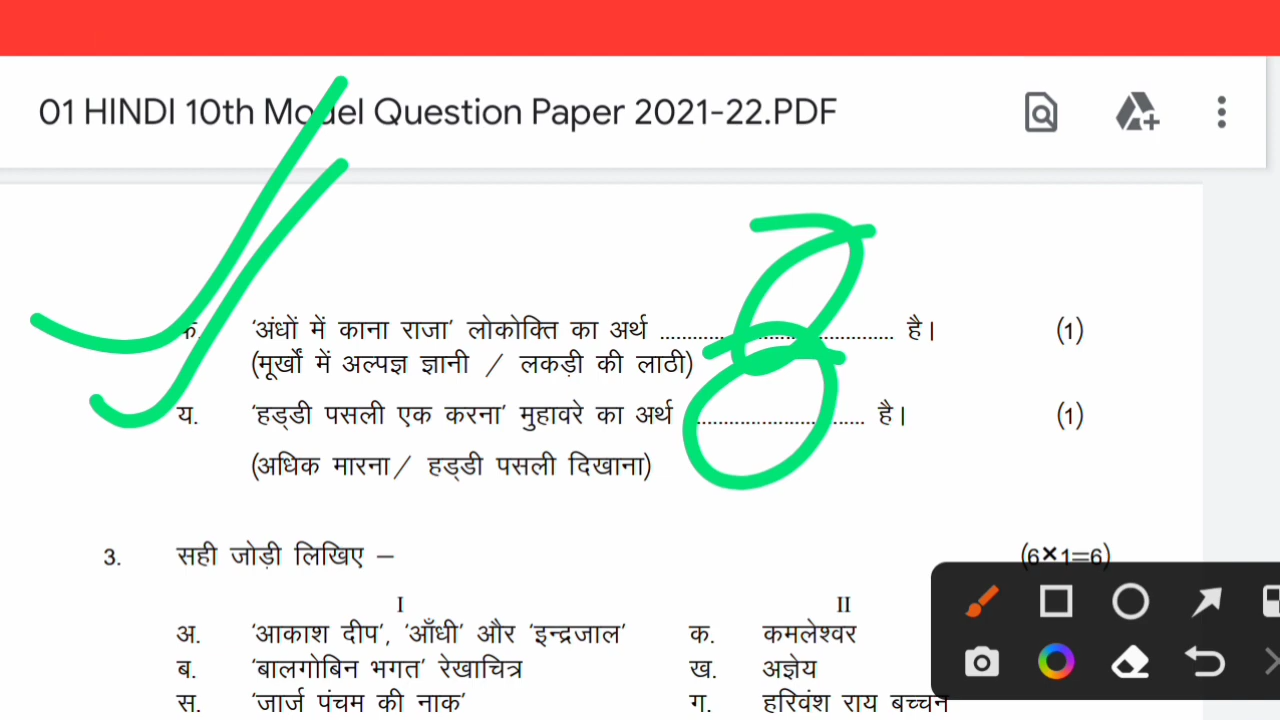 01 HINDI 10th Model Question Paper 2021-22.PDF
क. 'अंधों में काना राजा' लोकोक्ति का अर्थ .................................... है। (1)
(मूर्खों में अल्पज्ञ ज्ञानी / लकड़ी की लाठी)
य. 'हड्डी पसली एक करना' मुहावरे का अर्थ .......................... है। (1)
(अधिक मारना/ हड्डी पसली दिखाना)
3. सही जोड़ी लिखिए – (6×1=6)
I II
अ. 'आकाश दीप', 'आँधी' और 'इन्द्रजाल' क. कमलेश्वर
ब. 'बालगोबिन भगत' रेखाचित्र ख. अज्ञेय
स. 'जार्ज पंचम की नाक' ग. हरिवंश राय बच्चन